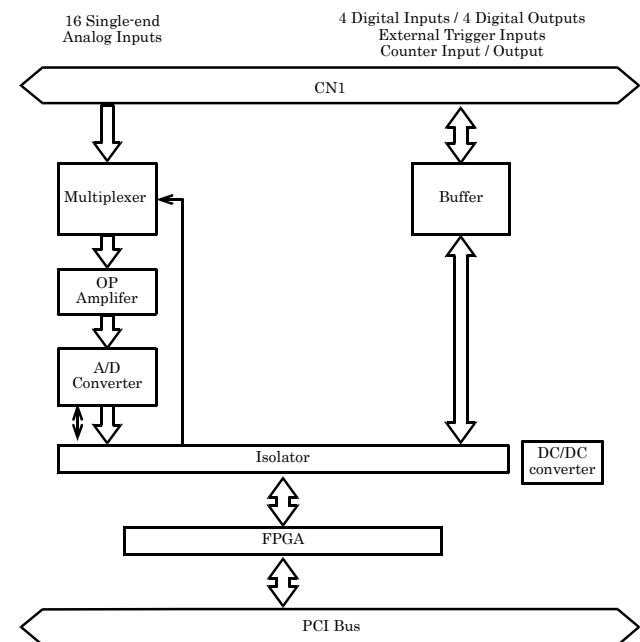 16 Single-end
Analog Inputs
4 Digital Inputs / 4 Digital Outputs
External Trigger Inputs
Counter Input / Output
CN1
Multiplexer
Buffer
OP
Amplifer
A/D
Converter
Isolator
DC/DC
converter
FPGA
PCI Bus